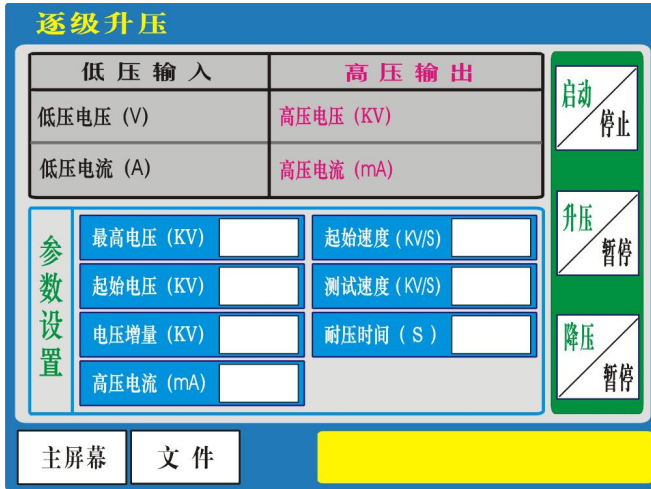 逐级升压
低压输入 高压输出
低压电压 (V) 高压电压 (KV)
低压电流 (A) 高压电流 (mA)
启动/停止
升压/暂停
降压/暂停
参数设置
最高电压 (KV) 起始速度 (KV/S)
起始电压 (KV) 测试速度 (KV/S)
电压增量 (KV) 耐压时间 (S)
高压电流 (mA)
主屏幕 文件